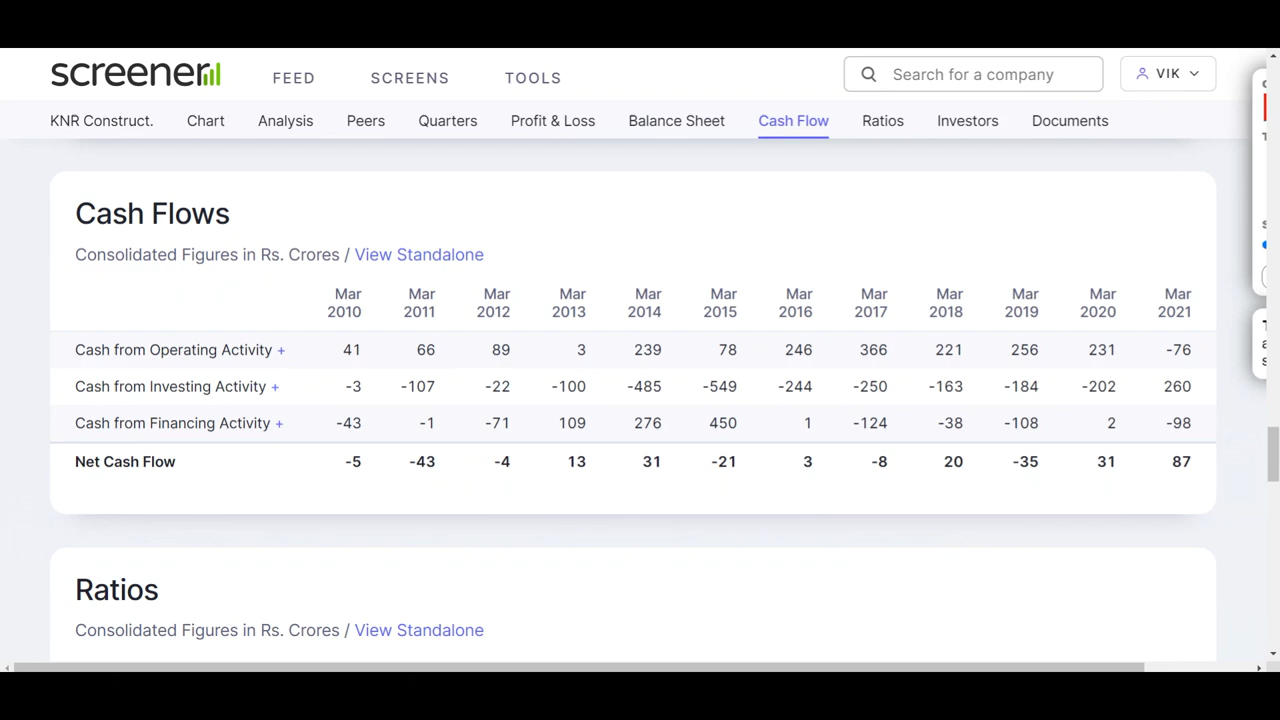 screener FEED SCREENS TOOLS Search for a company VIK
KNR Construct. Chart Analysis Peers Quarters Profit & Loss Balance Sheet Cash Flow Ratios Investors Documents
Cash Flows
Consolidated Figures in Rs. Crores / View Standalone
Mar Mar Mar Mar Mar Mar Mar Mar Mar Mar Mar Mar
2010 2011 2012 2013 2014 2015 2016 2017 2018 2019 2020 2021
Cash from Operating Activity + 41 66 89 3 239 78 246 366 221 256 231 -76
Cash from Investing Activity + -3 -107 -22 -100 -485 -549 -244 -250 -163 -184 -202 260
Cash from Financing Activity + -43 -1 -71 109 276 450 1 -124 -38 -108 2 -98
Net Cash Flow -5 -43 -4 13 31 -21 3 -8 20 -35 31 87
Ratios
Consolidated Figures in Rs. Crores / View Standalone